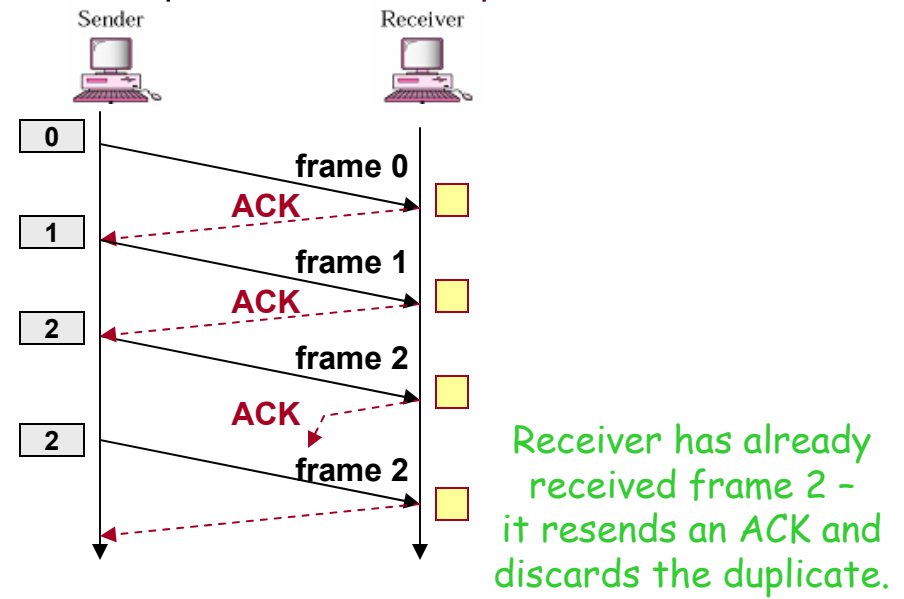 Sender Receiver
0
frame 0
ACK
1
frame 1
ACK
2
frame 2
ACK
2
frame 2
Receiver has already
received frame 2 –
it resends an ACK and
discards the duplicate.